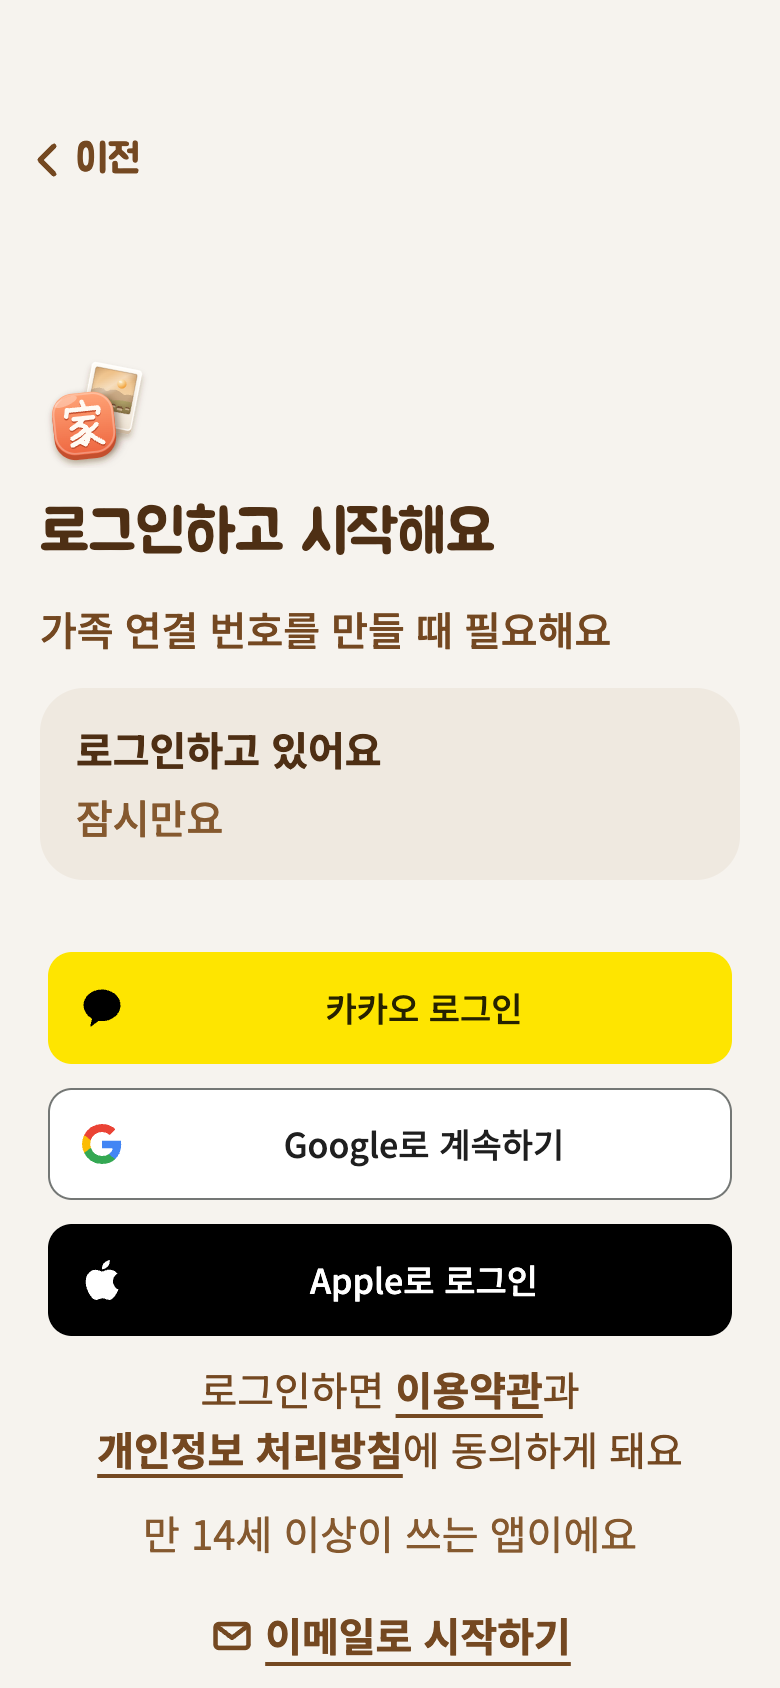 이전
家
로그인하고 시작해요
가족 연결 번호를 만들 때 필요해요
로그인하고 있어요
잠시만요
카카오 로그인
Google로 계속하기
Apple로 로그인
로그인하면 이용약관과
개인정보 처리방침에 동의하게 돼요
만 14세 이상이 쓰는 앱이에요
이메일로 시작하기